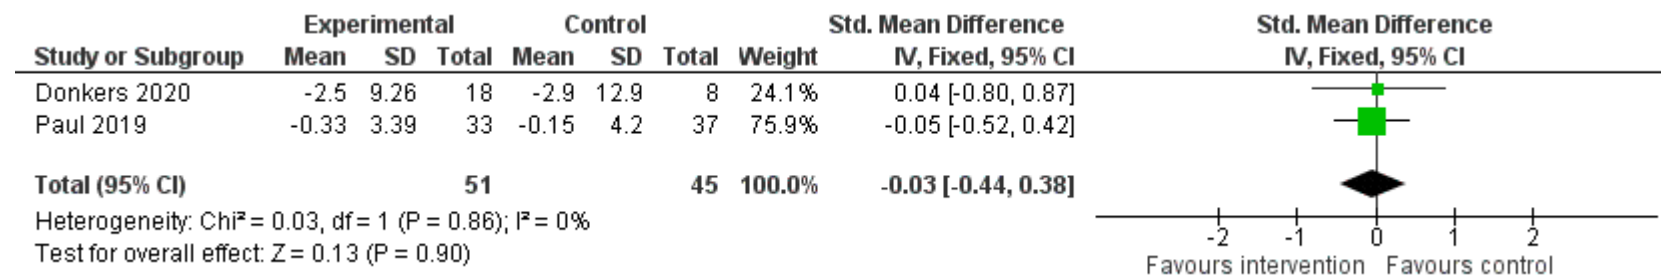 Experimental Control Std. Mean Difference Std. Mean Difference
Study or Subgroup Mean SD Total Mean SD Total Weight IV, Fixed, 95% CI IV, Fixed, 95% CI
Donkers 2020 -2.5 9.26 18 -2.9 12.9 8 24.1% 0.04 [-0.80, 0.87]
Paul 2019 -0.33 3.39 33 -0.15 4.2 37 75.9% -0.05 [-0.52, 0.42]
Total (95% CI) 51 45 100.0% -0.03 [-0.44, 0.38]
Heterogeneity: Chi² = 0.03, df = 1 (P = 0.86); I² = 0%
Test for overall effect: Z = 0.13 (P = 0.90)
-2 -1 0 1 2
Favours intervention Favours control